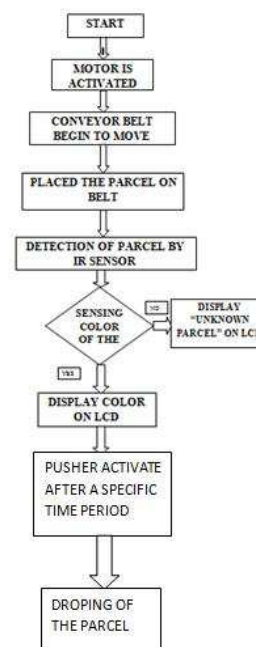 START
MOTOR IS
ACTIVATED
CONVEYOR BELT
BEGIN TO MOVE
PLACED THE PARCEL ON
BELT
DETECTION OF PARCEL BY
IR SENSOR
SENSING
COLOR
OF THE
NO
DISPLAY
"UNKNOWN
PARCEL" ON LCD
YES
DISPLAY COLOR
ON LCD
PUSHER ACTIVATE
AFTER A SPECIFIC
TIME PERIOD
DROPING OF
THE PARCEL